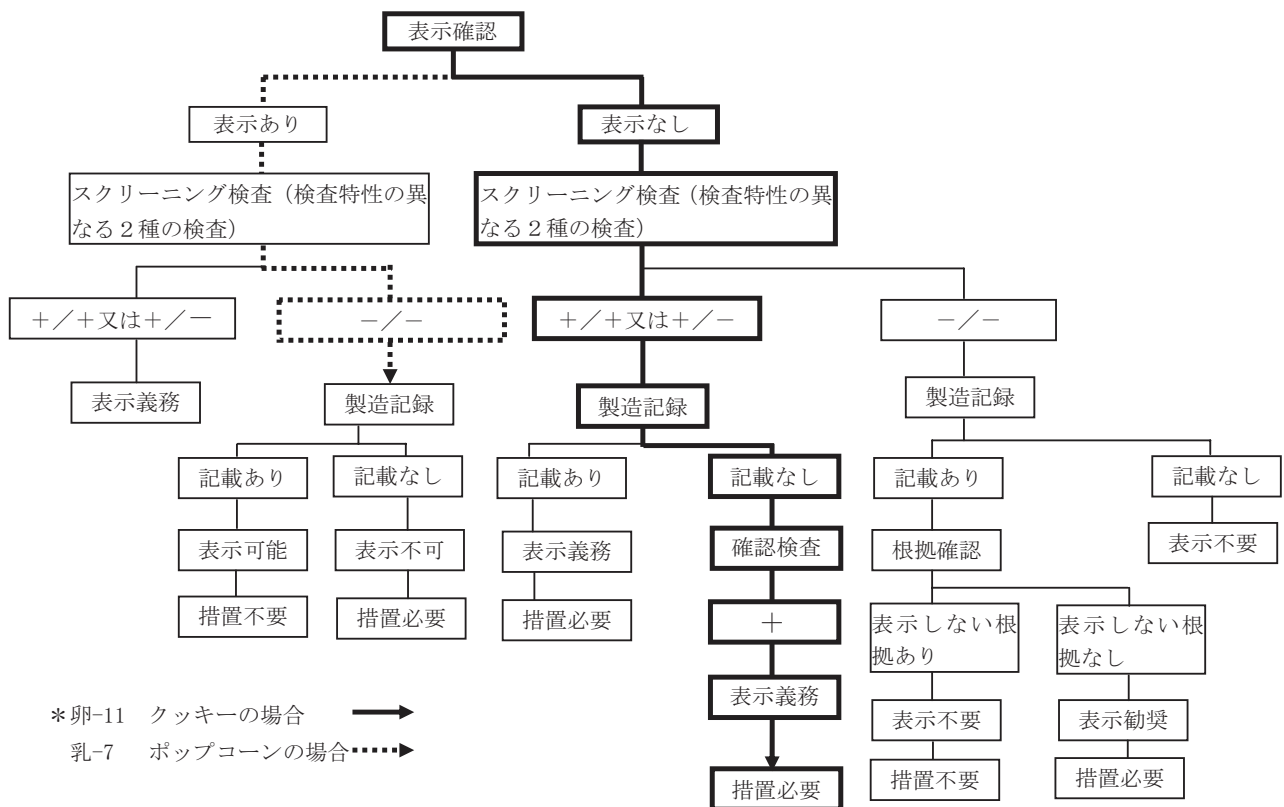 表示確認
表示あり
表示なし
スクリーニング検査（検査特性の異
なる２種の検査）
スクリーニング検査（検査特性の異
なる２種の検査）
＋／＋又は＋／－
－／－
＋／＋又は＋／－
－／－
表示義務
製造記録
製造記録
製造記録
記載あり
記載なし
記載あり
記載なし
記載あり
記載なし
表示可能
表示不可
表示義務
確認検査
根拠確認
表示不要
措置不要
措置必要
措置必要
＋
表示しない根
拠あり
表示しない根
拠なし
表示義務
表示不要
表示勧奨
措置必要
措置不要
措置必要
＊卵-11 クッキーの場合
乳-7 ポップコーンの場合